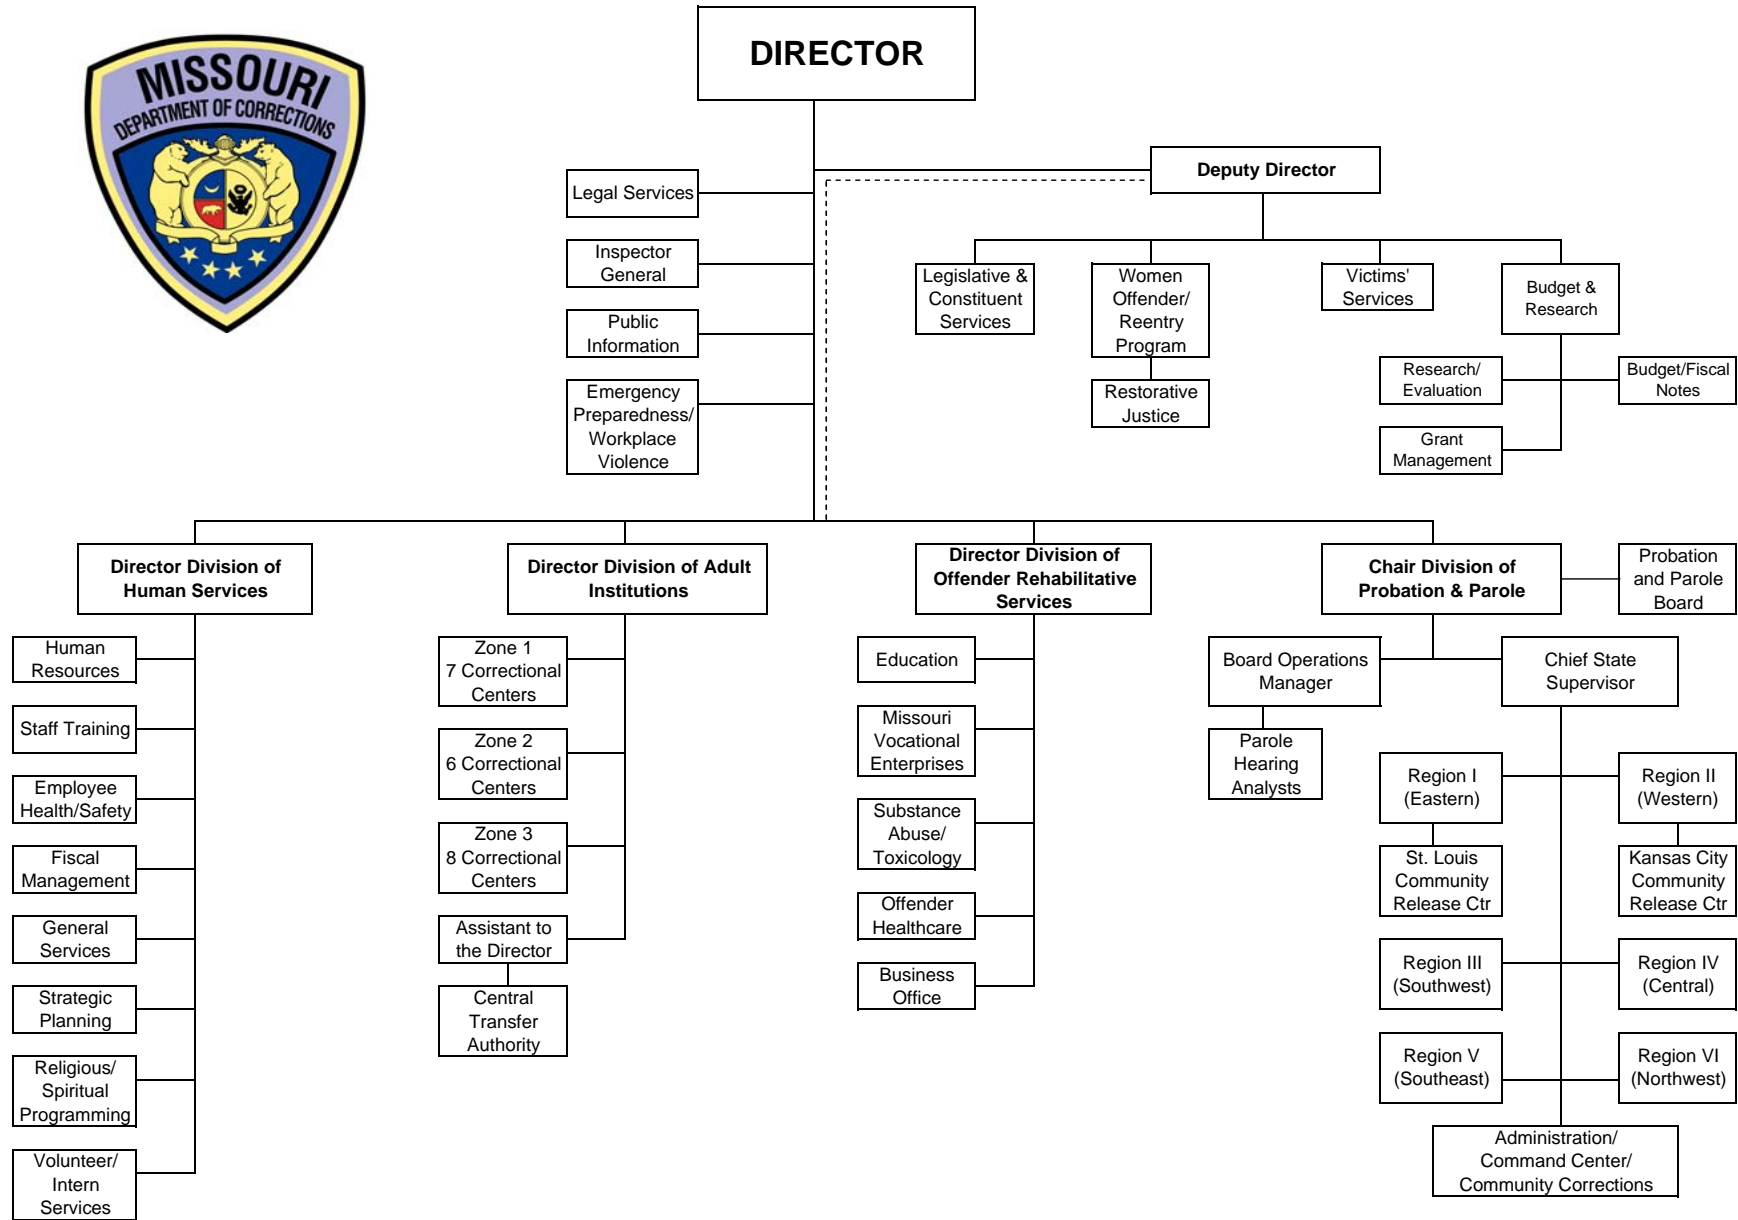 MISSOURI
DEPARTMENT OF CORRECTIONS
DIRECTOR
Deputy Director
Legal Services
Inspector
General
Public
Information
Emergency
Preparedness/
Workplace
Violence
Legislative &
Constituent
Services
Women
Offender/
Reentry
Program
Restorative
Justice
Victims'
Services
Budget &
Research
Research/
Evaluation
Budget/Fiscal
Notes
Grant
Management
Director Division of
Human Services
Human
Resources
Staff Training
Employee
Health/Safety
Fiscal
Management
General
Services
Strategic
Planning
Religious/
Spiritual
Programming
Volunteer/
Intern
Services
Director Division of Adult
Institutions
Zone 1
7 Correctional
Centers
Zone 2
6 Correctional
Centers
Zone 3
8 Correctional
Centers
Assistant to
the Director
Central
Transfer
Authority
Director Division of
Offender Rehabilitative
Services
Education
Missouri
Vocational
Enterprises
Substance
Abuse/
Toxicology
Offender
Healthcare
Business
Office
Chair Division of
Probation & Parole
Probation
and Parole
Board
Board Operations
Manager
Parole
Hearing
Analysts
Chief State
Supervisor
Region I
(Eastern)
Region II
(Western)
St. Louis
Community
Release Ctr
Kansas City
Community
Release Ctr
Region III
(Southwest)
Region IV
(Central)
Region V
(Southeast)
Region VI
(Northwest)
Administration/
Command Center/
Community Corrections